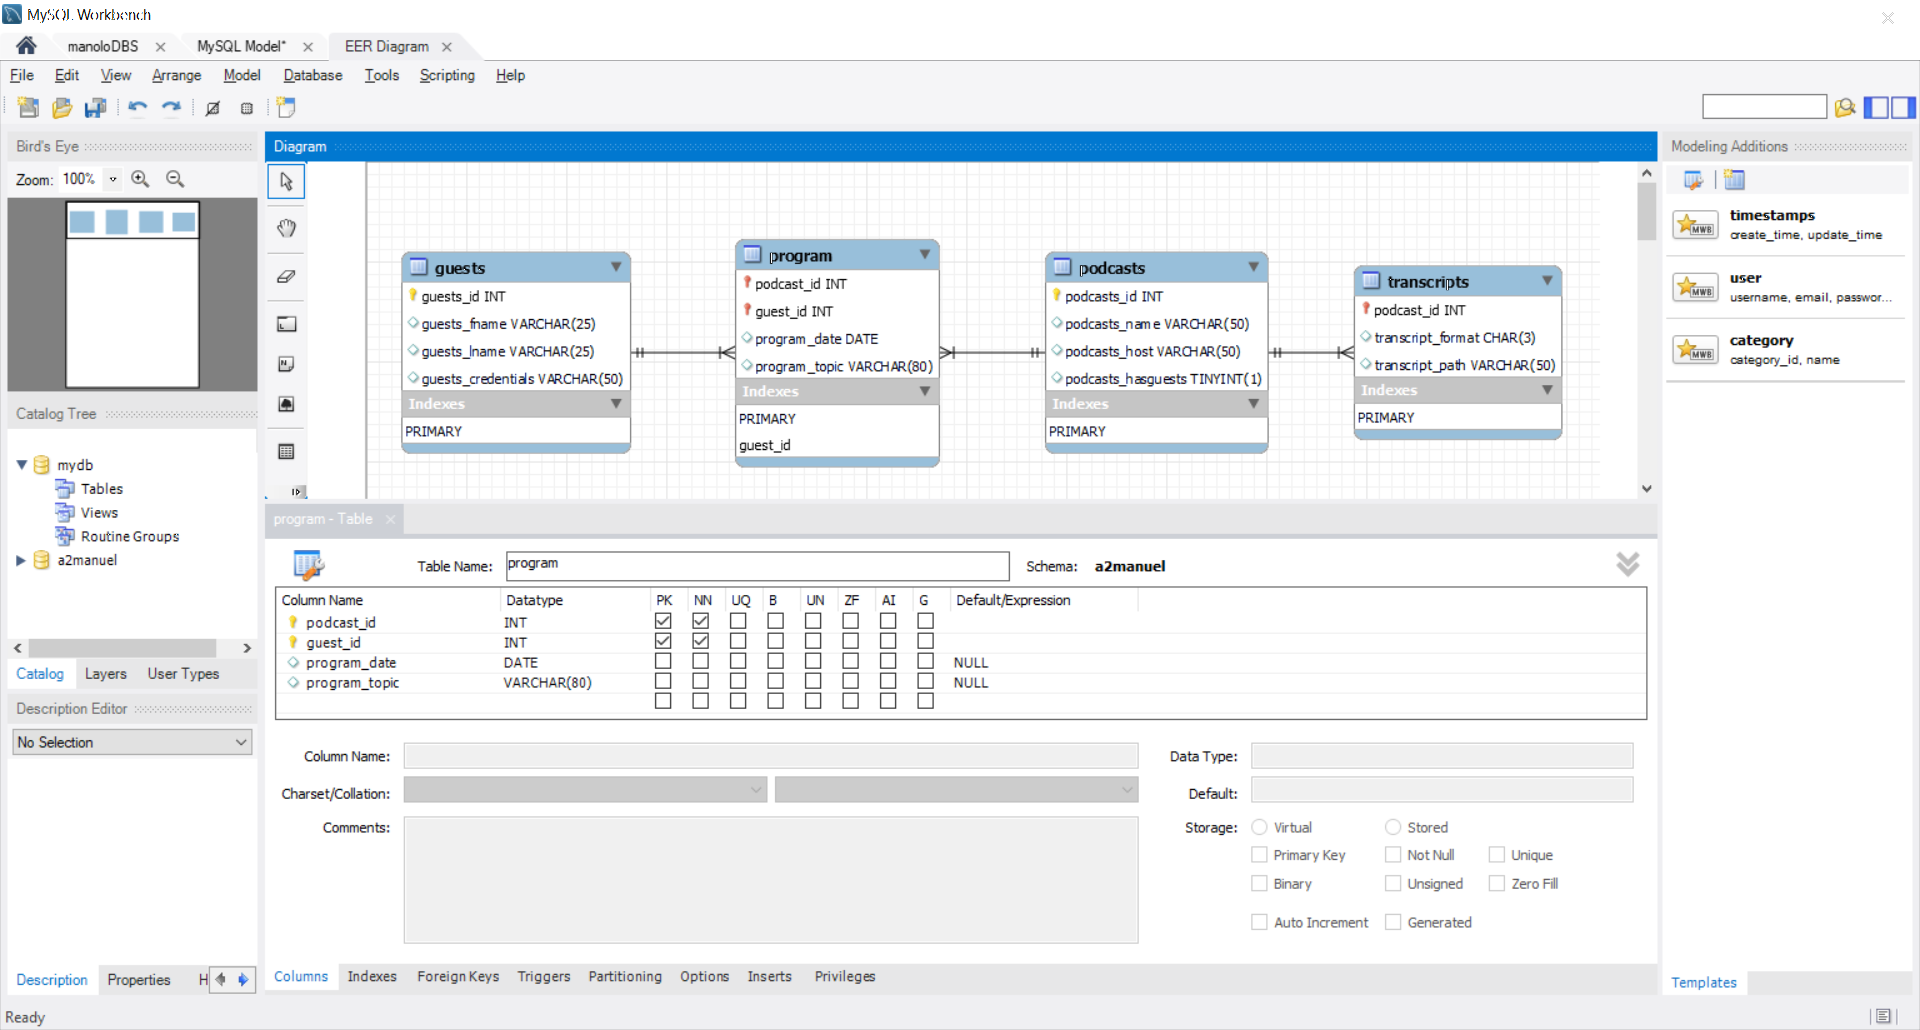 MySQL Workbench
manoloDBS
MySQL Model*
EER Diagram
File Edit View Arrange Model Database Tools Scripting Help
Bird's Eye
Zoom: 100%
Catalog Tree
mydb
Tables
Views
Routine Groups
a2manuel
Catalog Layers User Types
Description Editor
No Selection
Description Properties H
Ready
Diagram
guests
guests_id INT
guests_fname VARCHAR(25)
guests_lname VARCHAR(25)
guests_credentials VARCHAR(50)
Indexes
PRIMARY
program
podcast_id INT
guest_id INT
program_date DATE
program_topic VARCHAR(80)
Indexes
PRIMARY
guest_id
podcasts
podcasts_id INT
podcasts_name VARCHAR(50)
podcasts_host VARCHAR(50)
podcasts_hasguests TINYINT(1)
Indexes
PRIMARY
transcripts
podcast_id INT
transcript_format CHAR(3)
transcript_path VARCHAR(50)
Indexes
PRIMARY
program - Table
Table Name: program Schema: a2manuel
Column Name Datatype PK NN UQ B UN ZF AI G Default/Expression
podcast_id INT
guest_id INT
program_date DATE NULL
program_topic VARCHAR(80) NULL
Column Name:
Charset/Collation:
Comments:
Data Type:
Default:
Storage: Virtual Stored
Primary Key Not Null Unique
Binary Unsigned Zero Fill
Auto Increment Generated
Columns Indexes Foreign Keys Triggers Partitioning Options Inserts Privileges
Modeling Additions
MWB
timestamps
create_time, update_time
MWB
user
username, email, passwor...
MWB
category
category_id, name
Templates